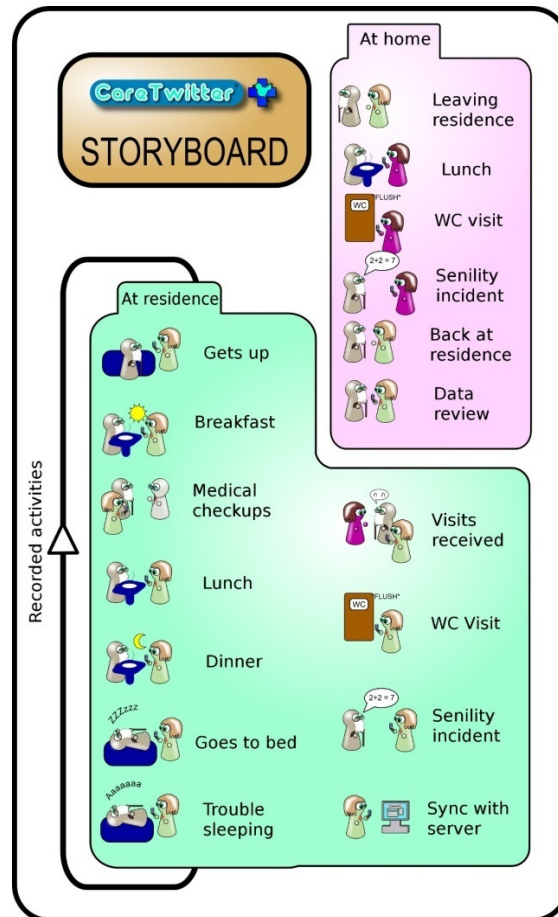 CareTwitter
STORYBOARD
At home
Leaving
residence
Lunch
*FLUSH*
WC
WC visit
2+2 = 7
Senility
incident
Back at
residence
Data
review
Recorded activities
At residence
Gets up
Breakfast
Medical
checkups
Lunch
Dinner
ZZZzzz
Goes to bed
Aaaaaaa
Trouble
sleeping
n n
Visits
received
*FLUSH*
WC
WC Visit
2+2 = 7
Senility
incident
Sync with
server